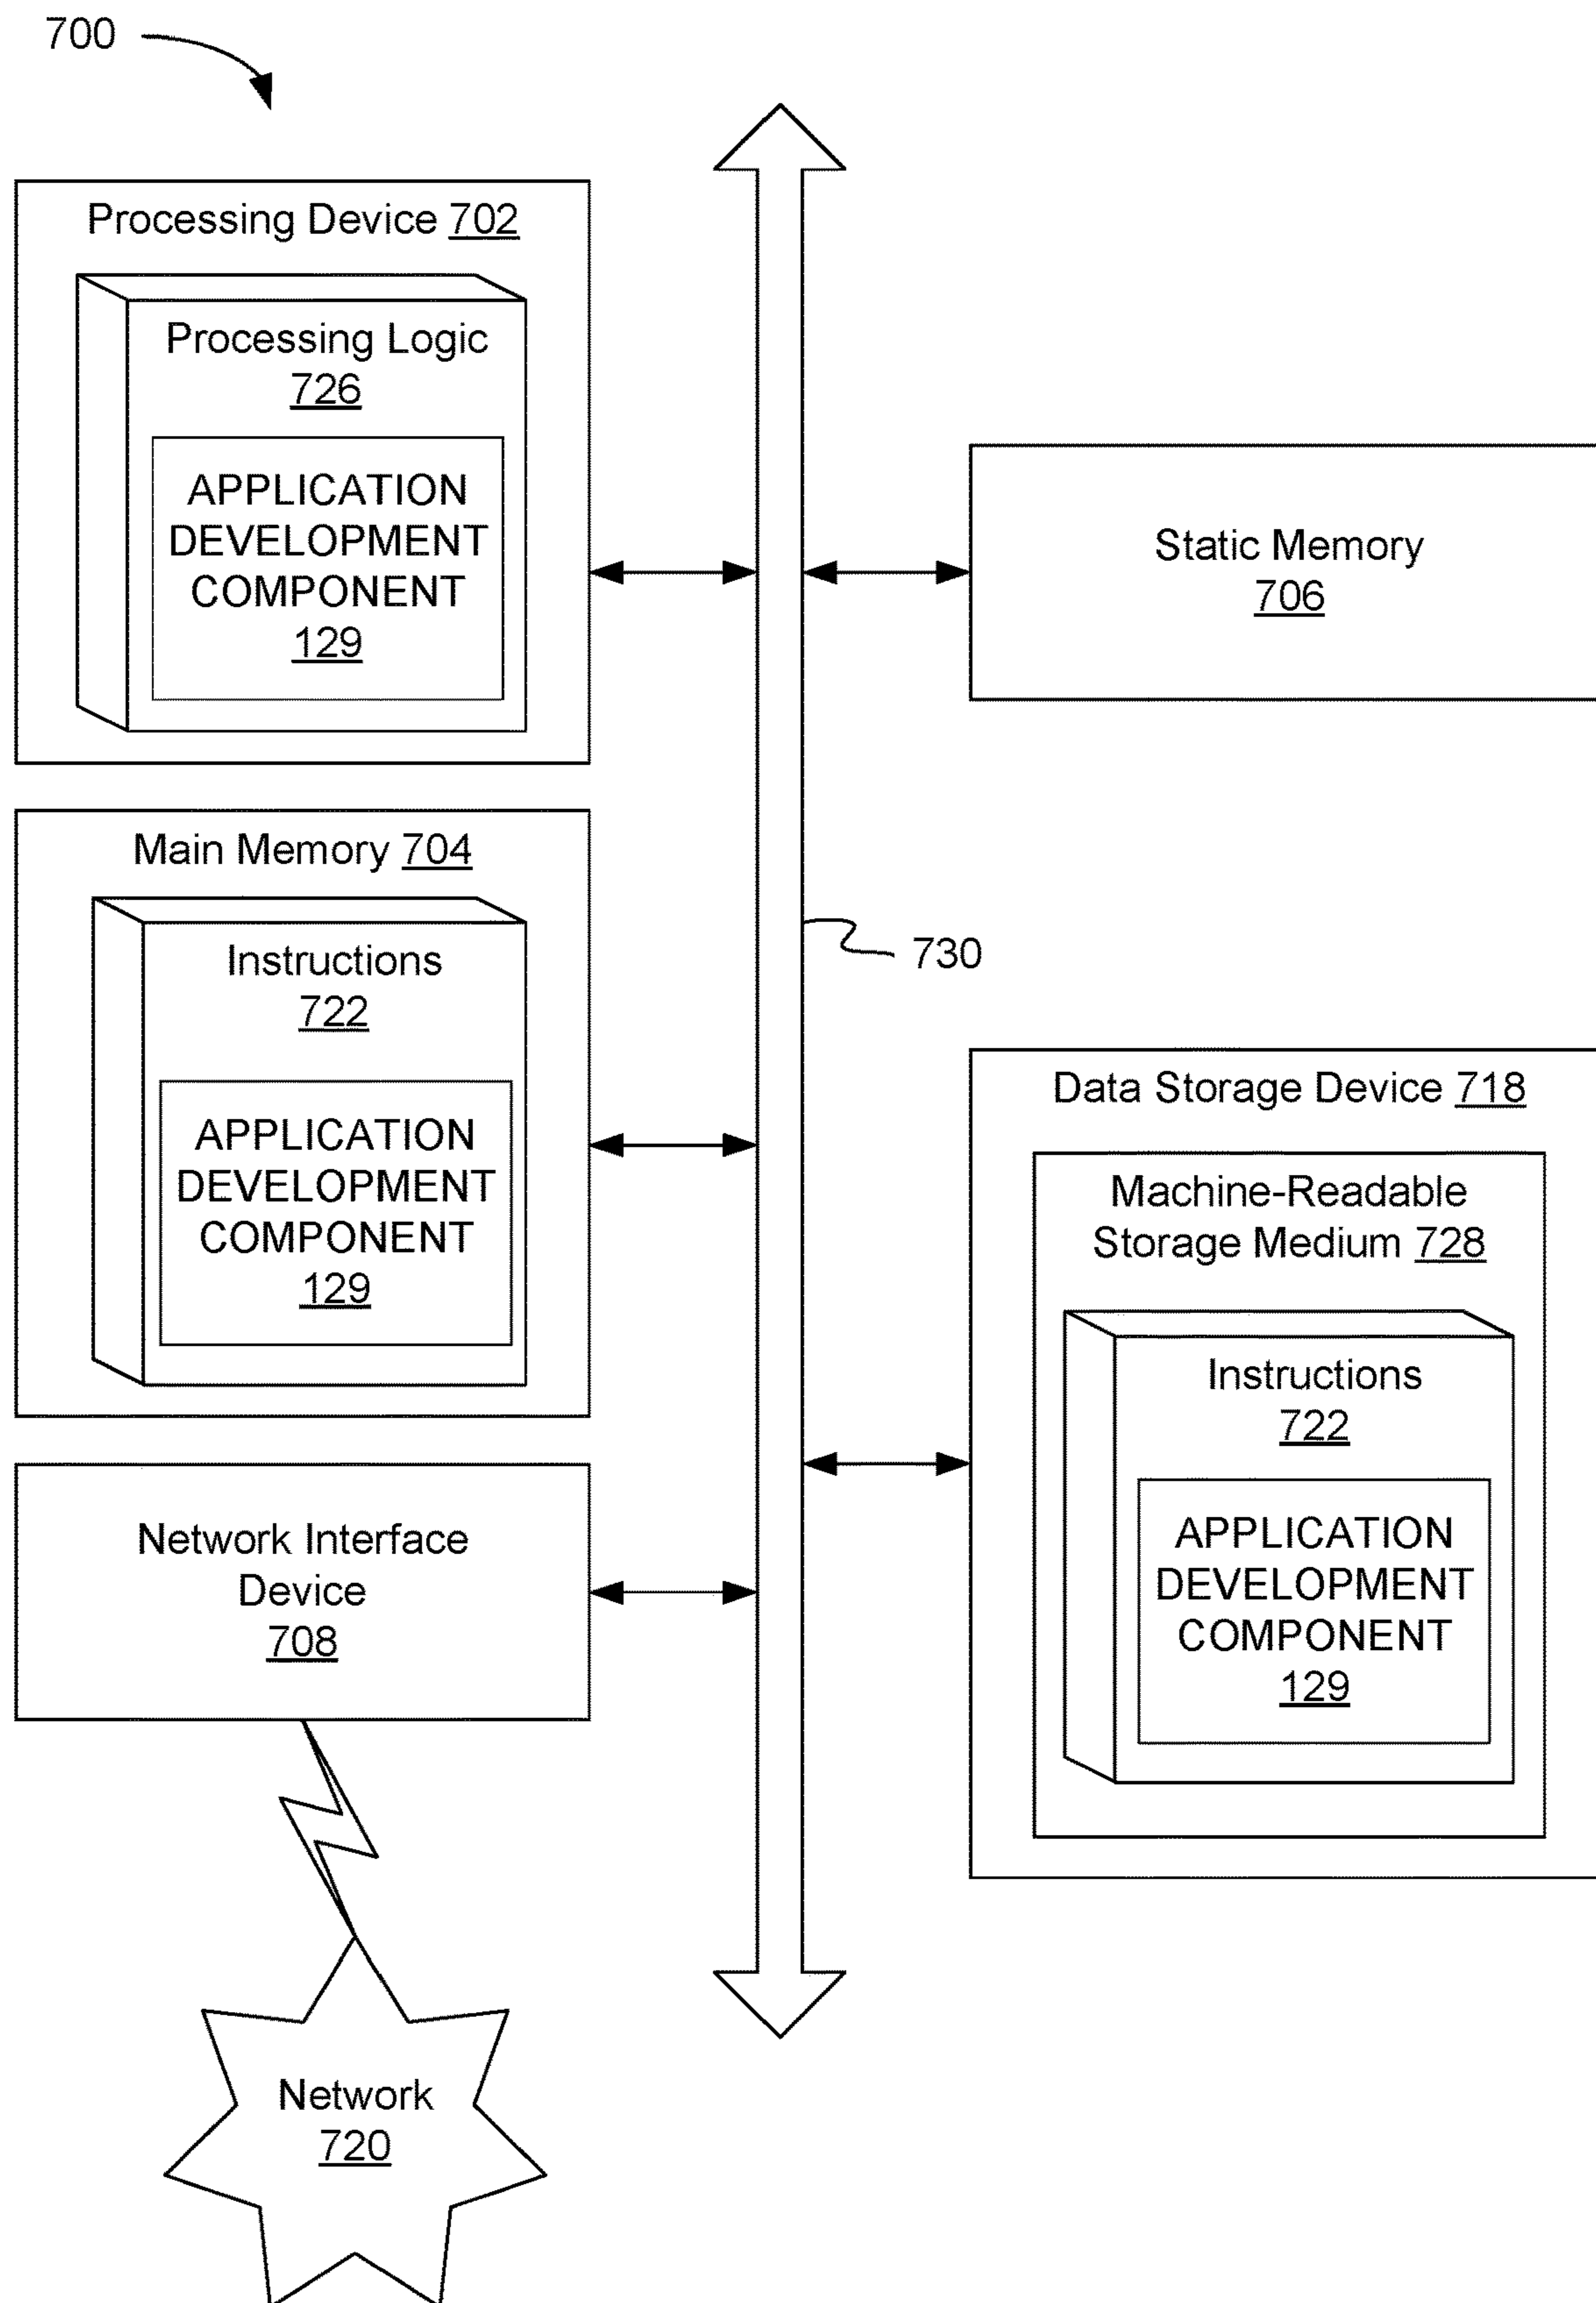 700
Processing Device 702
Processing Logic
726
APPLICATION
DEVELOPMENT
COMPONENT
129
Static Memory
706
Main Memory 704
Instructions
722
APPLICATION
DEVELOPMENT
COMPONENT
129
730
Data Storage Device 718
Machine-Readable
Storage Medium 728
Instructions
722
APPLICATION
DEVELOPMENT
COMPONENT
129
Network Interface
Device
708
Network
720